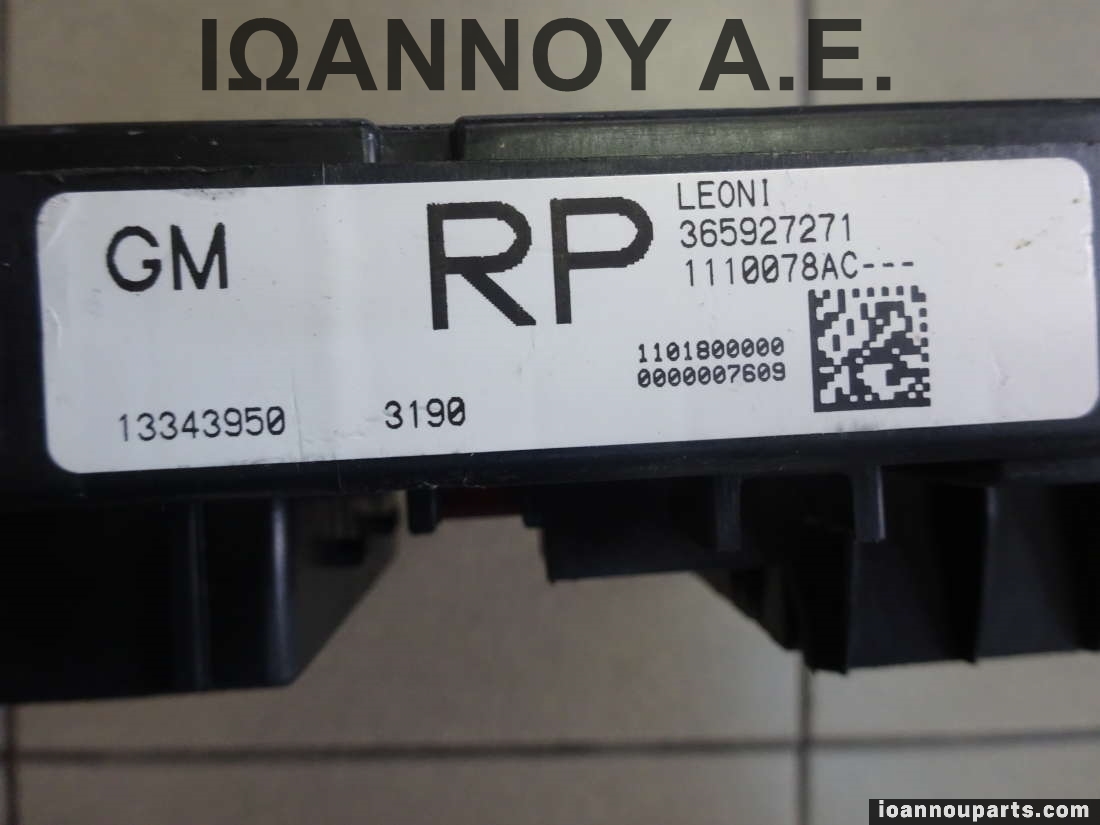 ΙΩΑΝΝΟΥ Α.Ε.
GM
RP
LEONI
365927271
1110078AC---
1101800000
0000007609
13343950
3190
ioannouparts.com